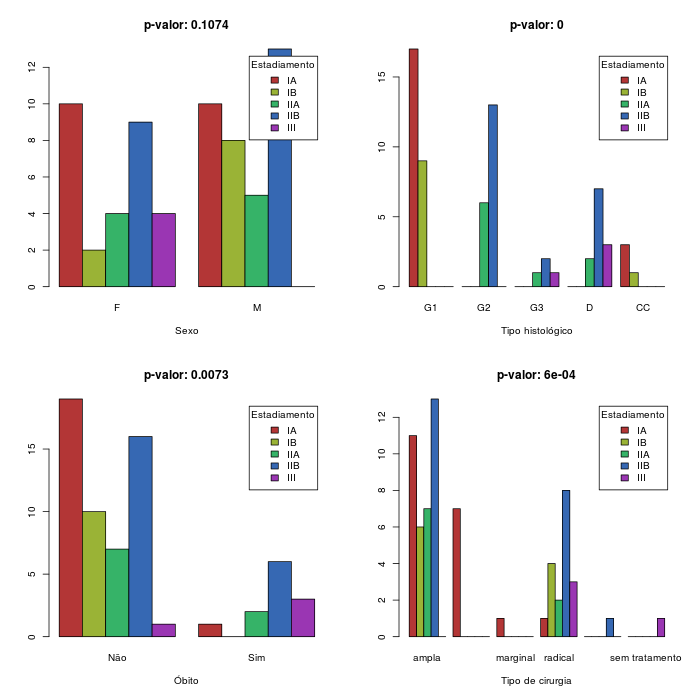 p-valor: 0.1074
Estadiamento
IA
IB
IIA
IIB
III
0
2
4
6
8
10
12
F
M
Sexo
p-valor: 0
Estadiamento
IA
IB
IIA
IIB
III
0
5
10
15
G1
G2
G3
D
CC
Tipo histológico
p-valor: 0.0073
Estadiamento
IA
IB
IIA
IIB
III
0
5
10
15
Não
Sim
Óbito
p-valor: 6e-04
Estadiamento
IA
IB
IIA
IIB
III
0
2
4
6
8
10
12
ampla
marginal
radical
sem tratamento
Tipo de cirurgia